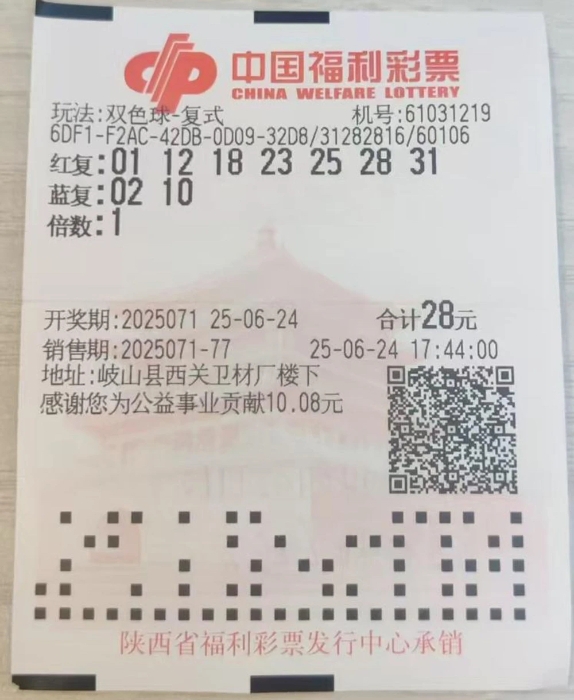 中国福利彩票
CHINA WELFARE LOTTERY
玩法:双色球-复式 机号:61031219
6DF1-F2AC-42DB-0D09-32D8/31282816/60106
红复:01 12 18 23 25 28 31
蓝复:02 10
倍数:1
开奖期:2025071 25-06-24 合计28元
销售期:2025071-77 25-06-24 17:44:00
地址:岐山县西关卫材厂楼下
感谢您为公益事业贡献10.08元
陕西省福利彩票发行中心承销